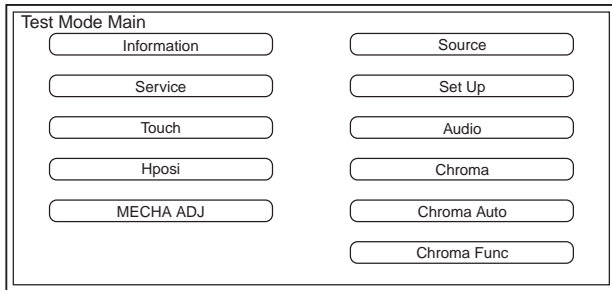 Test Mode Main
Information
Source
Service
Set Up
Touch
Audio
Hposi
Chroma
MECHA ADJ
Chroma Auto
Chroma Func